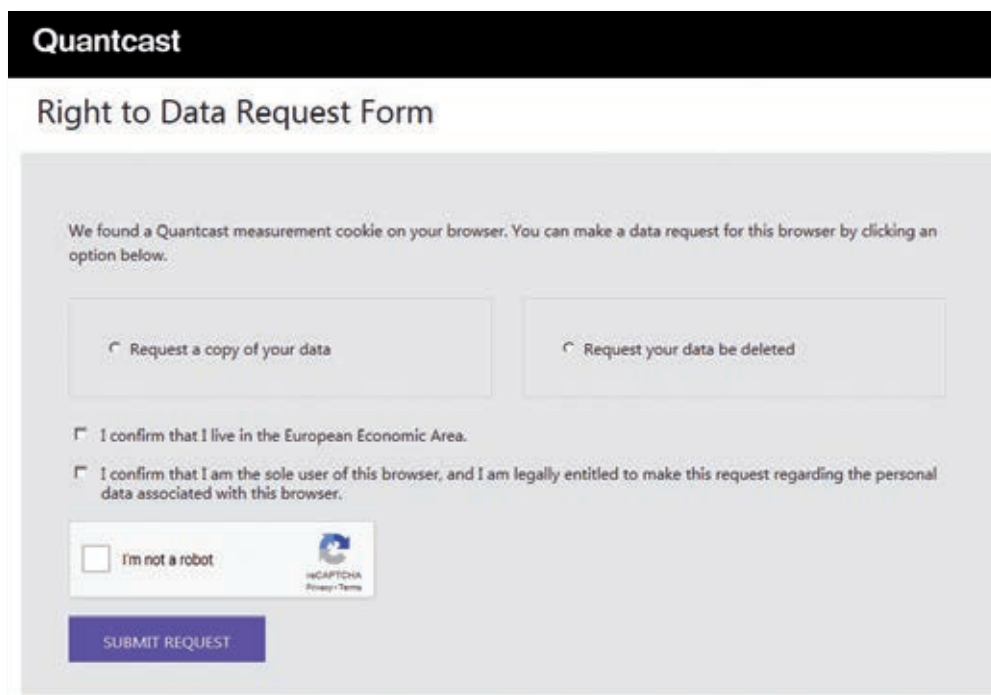 Quantcast
Right to Data Request Form
We found a Quantcast measurement cookie on your browser. You can make a data request for this browser by clicking an
option below.
Request a copy of your data
Request your data be deleted
I confirm that I live in the European Economic Area.
I confirm that I am the sole user of this browser, and I am legally entitled to make this request regarding the personal
data associated with this browser.
I'm not a robot
reCAPTCHA
Privacy - Terms
SUBMIT REQUEST